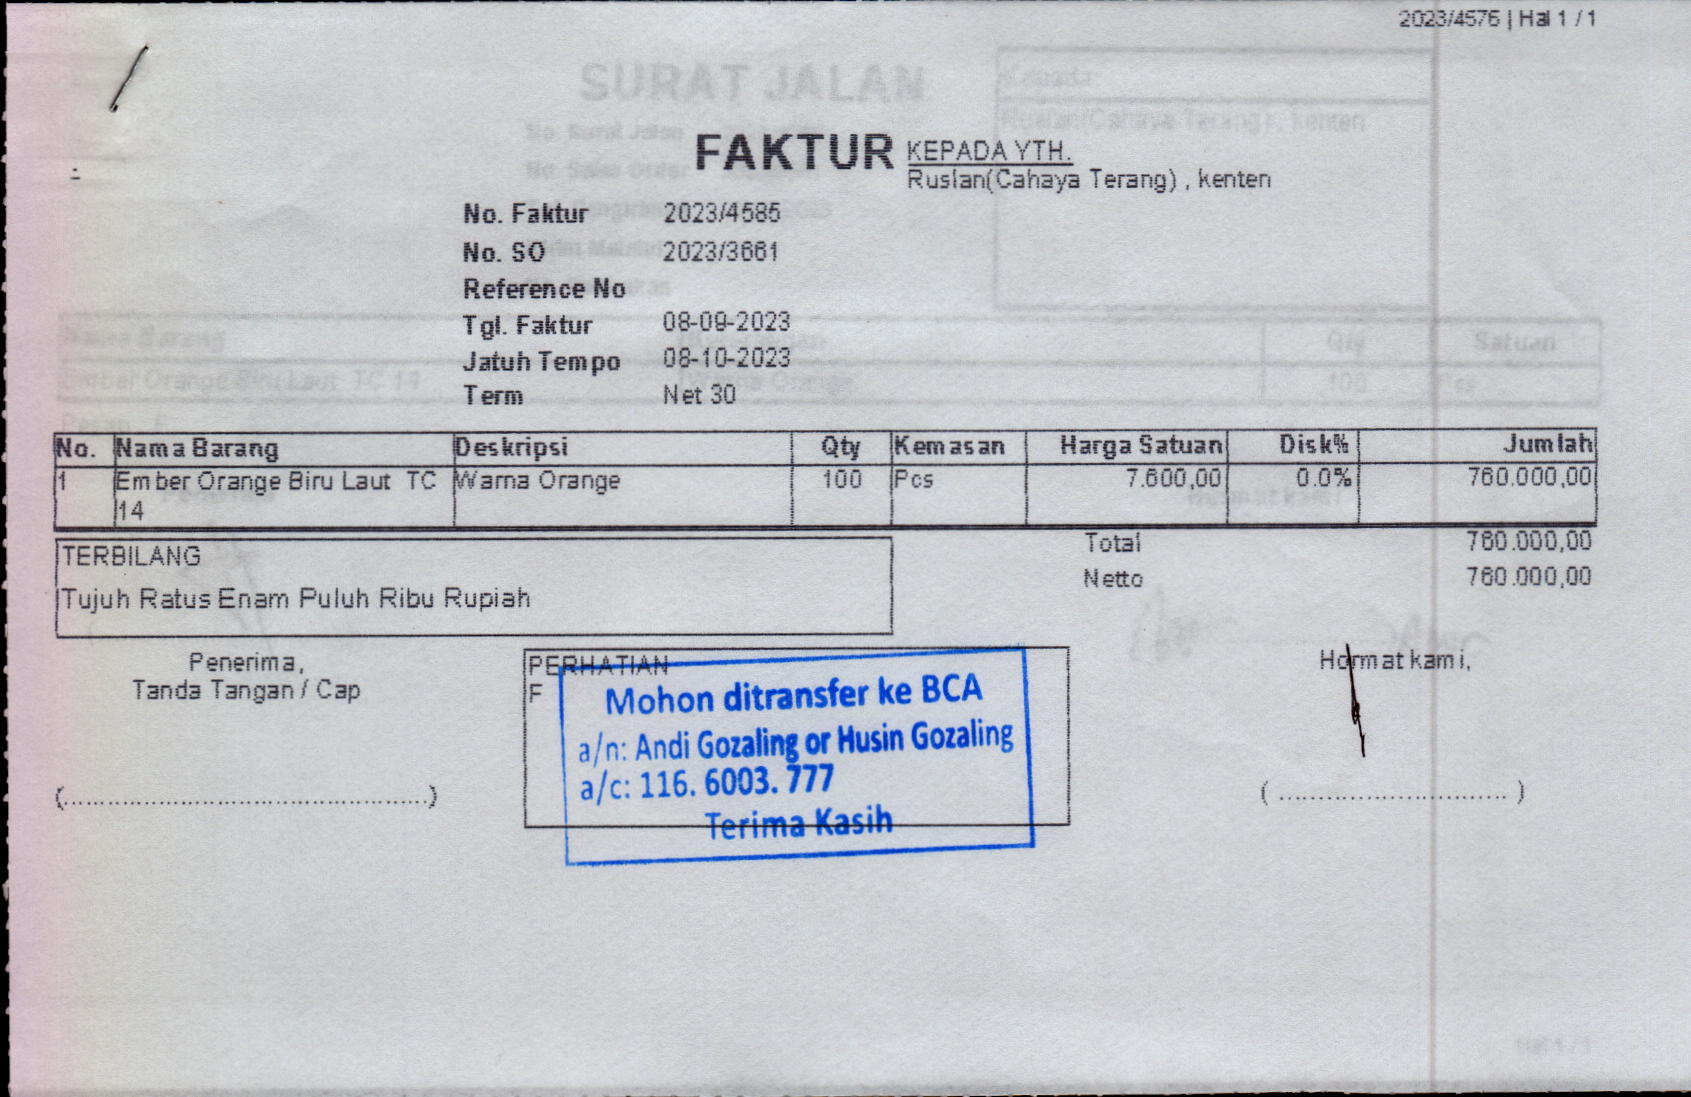 2023/4576 | Hal 1 / 1
SURAT JALAN
FAKTUR
KEPADA YTH.
Ruslan(Cahaya Terang) , kenten
No. Faktur 2023/4585
No. SO 2023/3661
Reference No
Tgl. Faktur 08-09-2023
Jatuh Tempo 08-10-2023
Term Net 30
No. Nama Barang Deskripsi Qty Kemasan Harga Satuan Disk% Jumlah
1 Ember Orange Biru Laut TC 14 Warna Orange 100 Pcs 7.600,00 0.0% 760.000,00
TERBILANG
Tujuh Ratus Enam Puluh Ribu Rupiah
Total 760.000,00
Netto 760.000,00
Penerima,
Tanda Tangan / Cap
(..............................................)
PERHATIAN
F
Mohon ditransfer ke BCA
a/n: Andi Gozaling or Husin Gozaling
a/c: 116. 6003. 777
Terima Kasih
Hormat kami,
( ............................. )